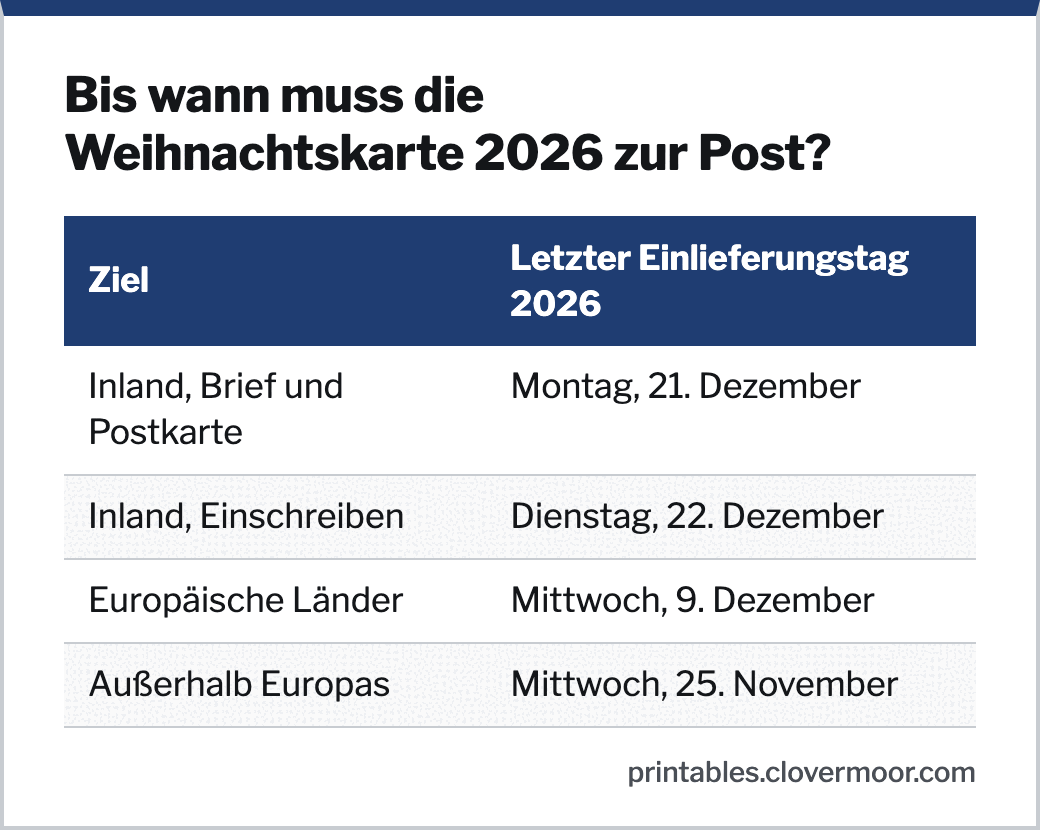 Bis wann muss die
Weihnachtskarte 2026 zur Post?
Ziel
Letzter Einlieferungstag
2026
Inland, Brief und
Postkarte
Montag, 21. Dezember
Inland, Einschreiben
Dienstag, 22. Dezember
Europäische Länder
Mittwoch, 9. Dezember
Außerhalb Europas
Mittwoch, 25. November
printables.clovermoor.com